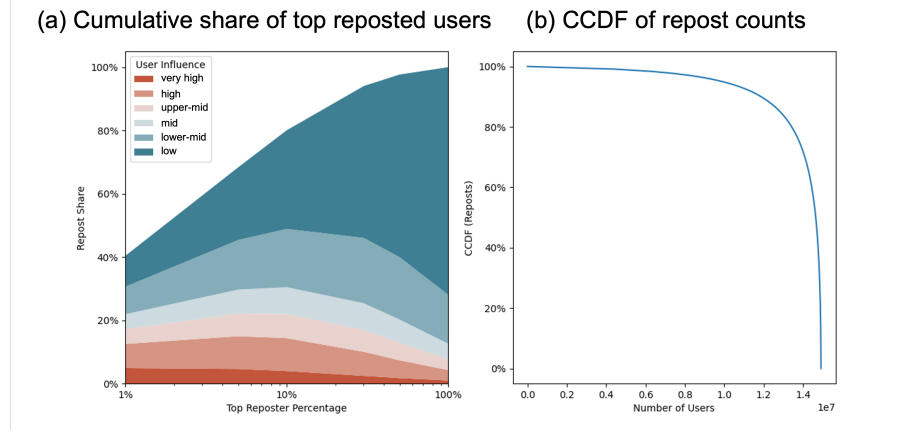 (a) Cumulative share of top reposted users
(b) CCDF of repost counts
User Influence
very high
high
upper-mid
mid
lower-mid
low
100%
80%
60%
40%
20%
0%
Repost Share
1%
10%
100%
Top Reposter Percentage
100%
80%
60%
40%
20%
0%
CCDF (Reposts)
0.0
0.2
0.4
0.6
0.8
1.0
1.2
1.4
1e7
Number of Users